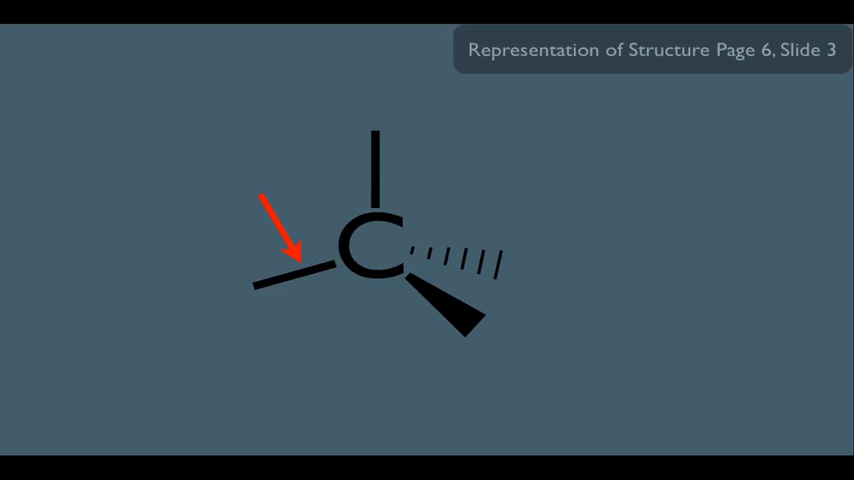 Representation of Structure Page 6, Slide 3
C